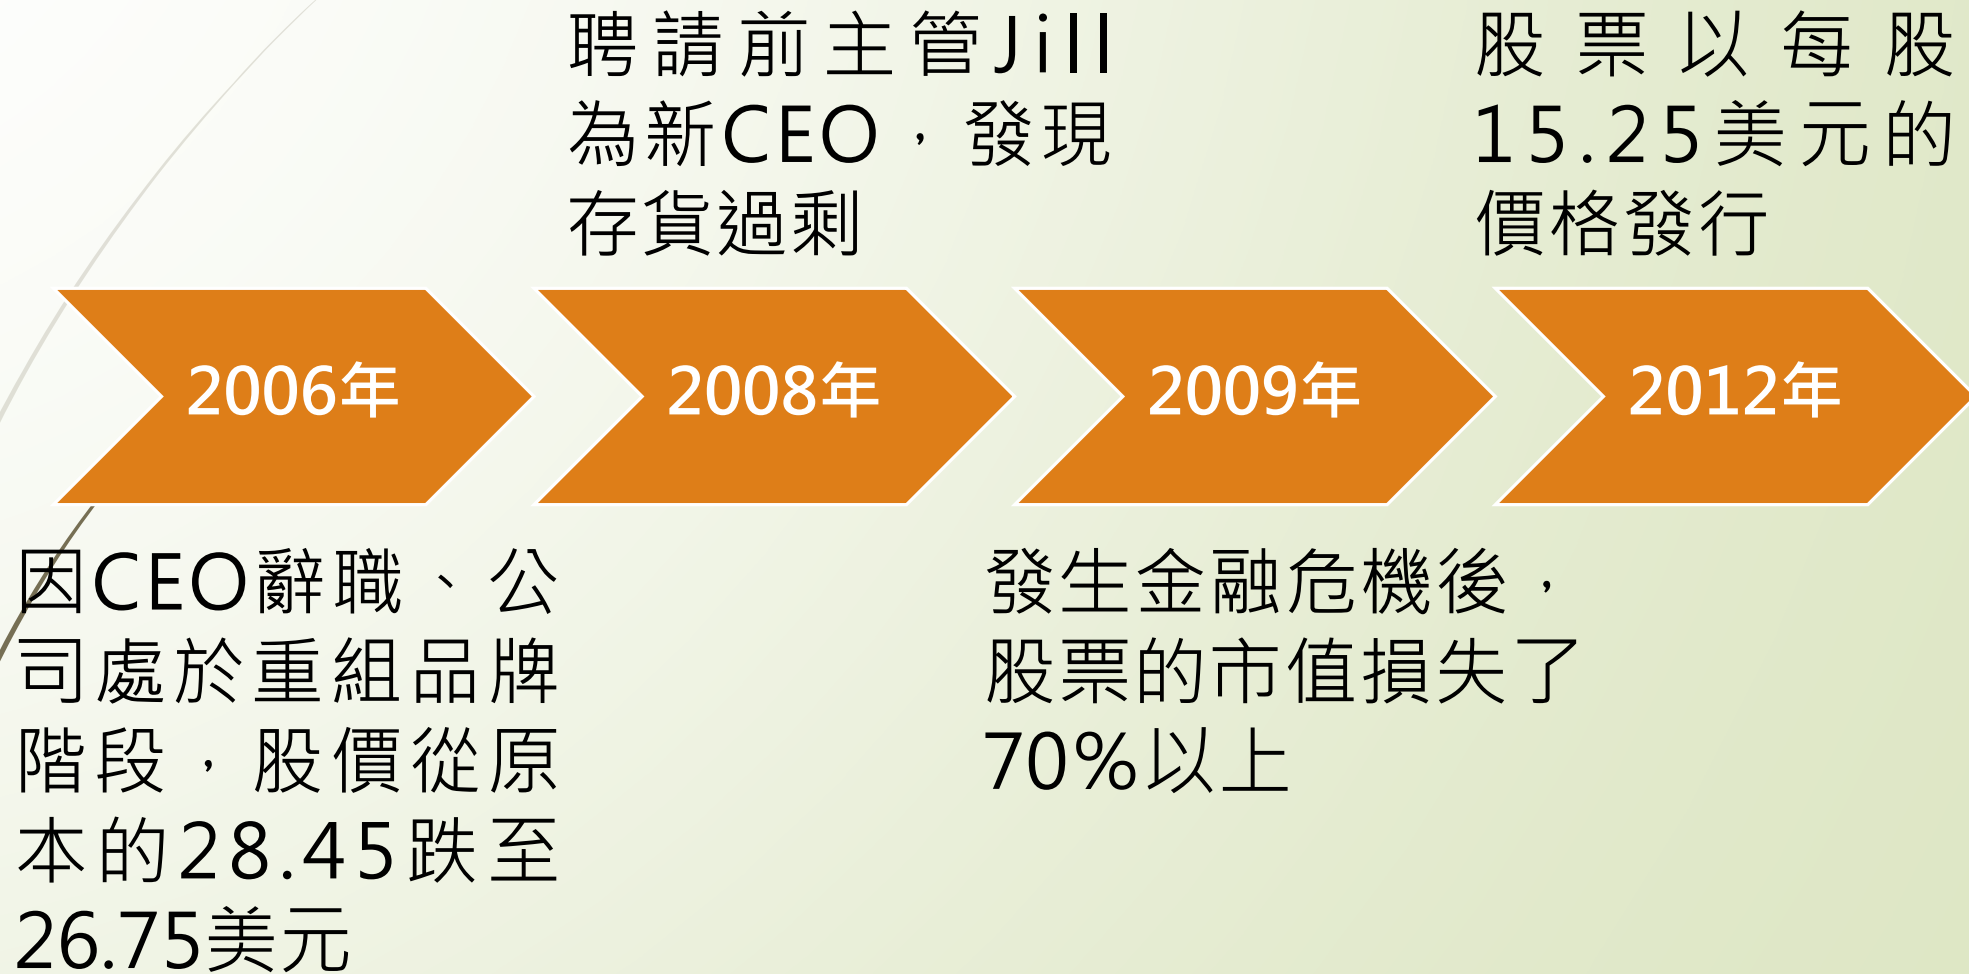 聘請前主管Jill
為新CEO，發現
存貨過剩
股票以每股
15.25美元的
價格發行
2006年
2008年
2009年
2012年
因CEO辭職、公
司處於重組品牌
階段，股價從原
本的28.45跌至
26.75美元
發生金融危機後，
股票的市值損失了
70%以上